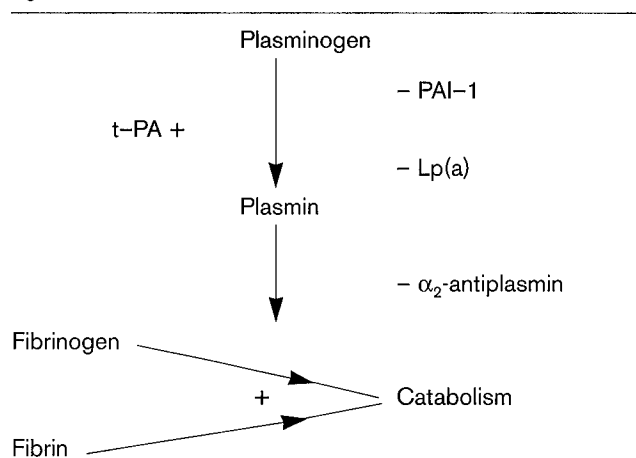 Plasminogen
– PAI–1
t–PA +
– Lp(a)
Plasmin
– α₂-antiplasmin
Fibrinogen
+ Catabolism
Fibrin